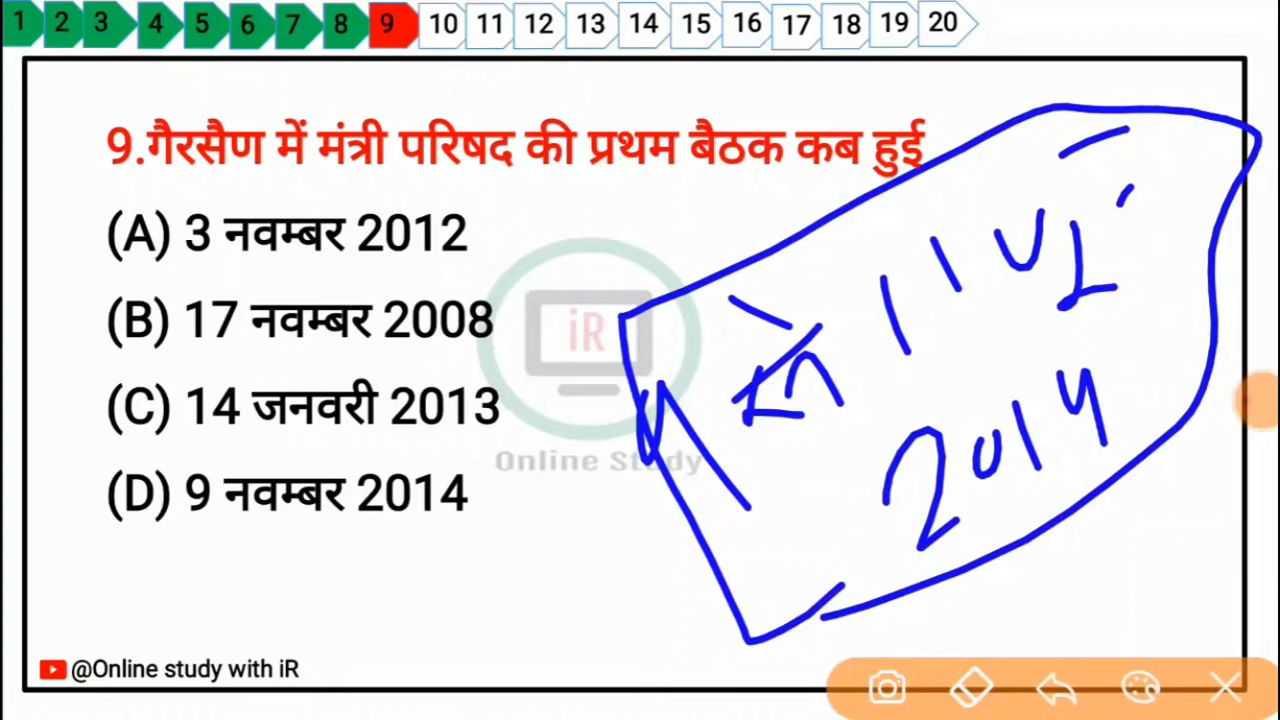 1 2 3 4 5 6 7 8 9 10 11 12 13 14 15 16 17 18 19 20
9.गैरसैण में मंत्री परिषद की प्रथम बैठक कब हुई
(A) 3 नवम्बर 2012
(B) 17 नवम्बर 2008
(C) 14 जनवरी 2013
(D) 9 नवम्बर 2014
iR
Online Study
2014
@Online study with iR